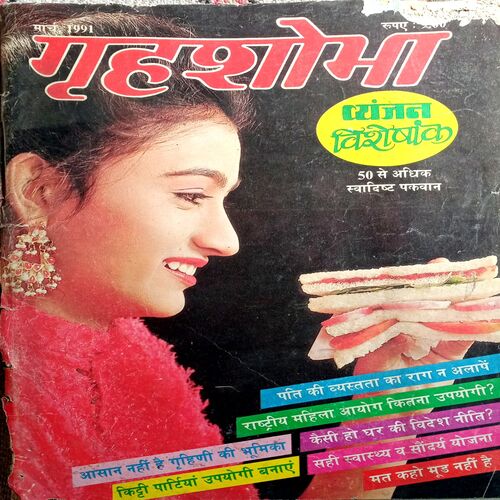 मार्च 1991
रूपए :
गृहशोभा
व्यंजन
विशेषांक
50 से अधिक
स्वादिष्ट पकवान
पति की व्यस्तता का राग न अलापें
राष्ट्रीय महिला आयोग कितना उपयोगी?
कैसी हो घर की विदेश नीति?
आसान नहीं है गृहिणी की भूमिका
सही स्वास्थ्य व सौंदर्य योजना
किट्टी पार्टियां उपयोगी बनाएं
मत कहो मूड नहीं है